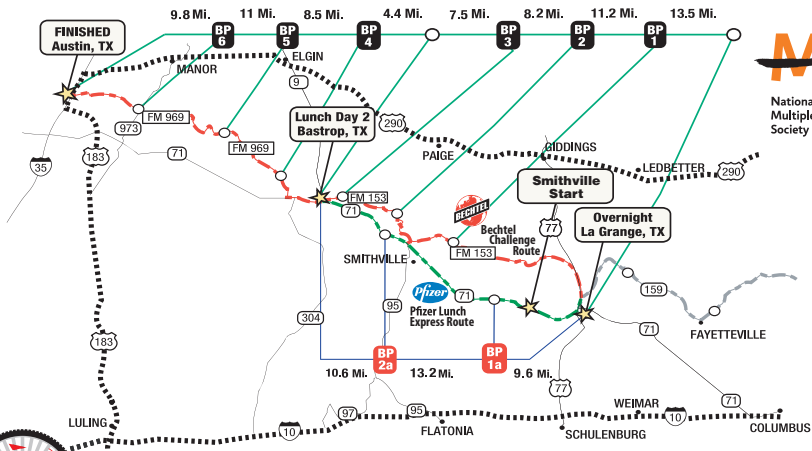 9.8 Mi.
11 Mi.
8.5 Mi.
4.4 Mi.
7.5 Mi.
8.2 Mi.
11.2 Mi.
13.5 Mi.
BP
6
BP
5
BP
4
BP
3
BP
2
BP
1
FINISHED
Austin, TX
MANOR
ELGIN
9
M
National
Multiple
Society
Lunch Day 2
Bastrop, TX
290
FM 969
973
FM 969
183
71
35
PAIGE
GIDDINGS
LEDBETTER
290
Smithville
Start
77
Overnight
La Grange, TX
FM 153
71
BECHTEL
Bechtel
Challenge
Route
FM 153
SMITHVILLE
Pfizer
71
Pfizer Lunch
Express Route
159
FAYETTEVILLE
304
95
183
71
BP
2a
BP
1a
10.6 Mi.
13.2 Mi.
9.6 Mi.
77
71
LULING
97
95
10
FLATONIA
WEIMAR
10
SCHULENBURG
COLUMBUS